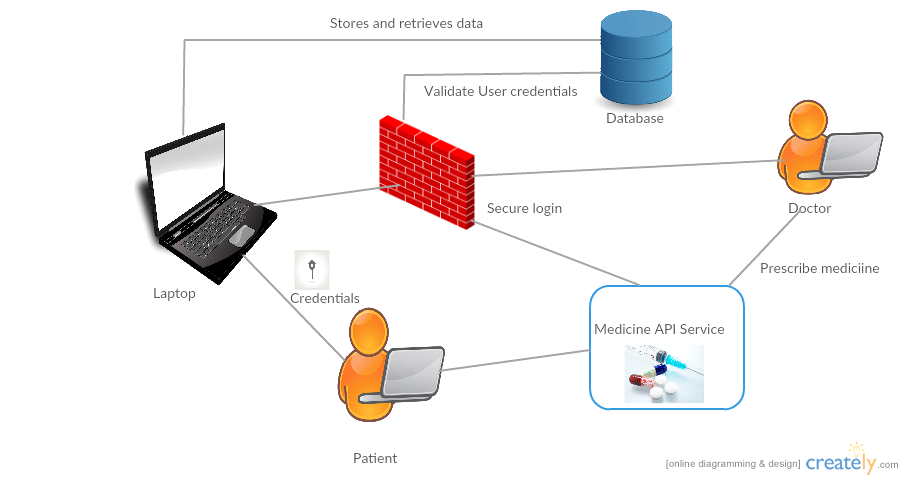 Stores and retrieves data
Validate User credentials
Database
Secure login
Doctor
Prescribe mediciine
Laptop
Credentials
Medicine API Service
Patient
[online diagramming & design] creately.com